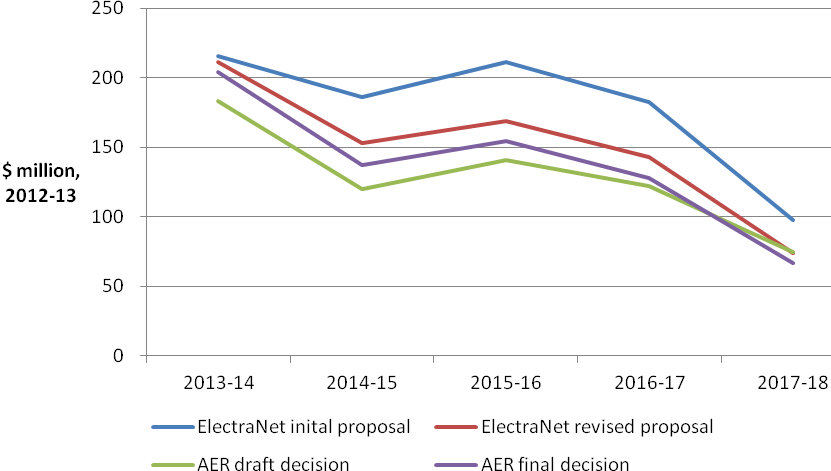 250
200
150
100
50
0
$ million,
2012-13
2013-14 2014-15 2015-16 2016-17 2017-18
ElectraNet inital proposal ElectraNet revised proposal
AER draft decision AER final decision